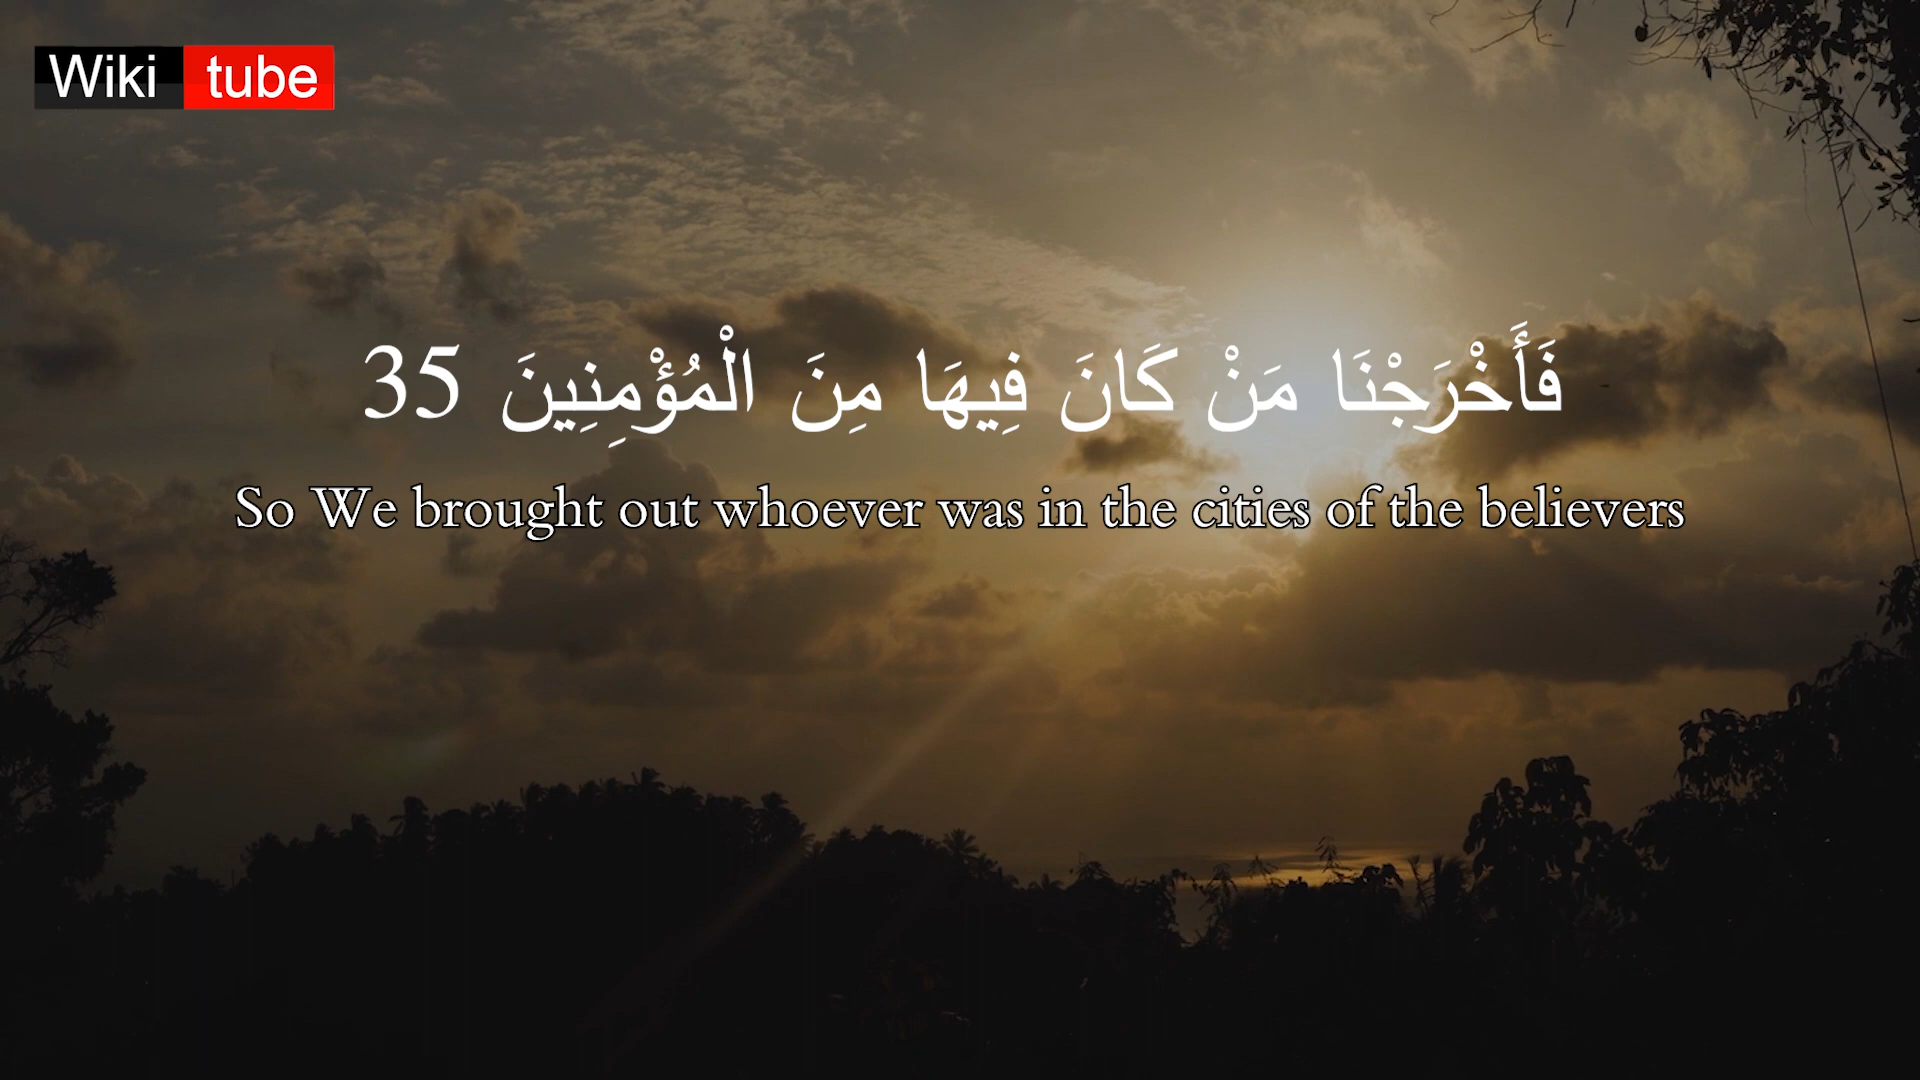 Wiki tube
فَأَخْرَجْنَا مَنْ كَانَ فِيهَا مِنَ الْمُؤْمِنِينَ 35
So We brought out whoever was in the cities of the believers